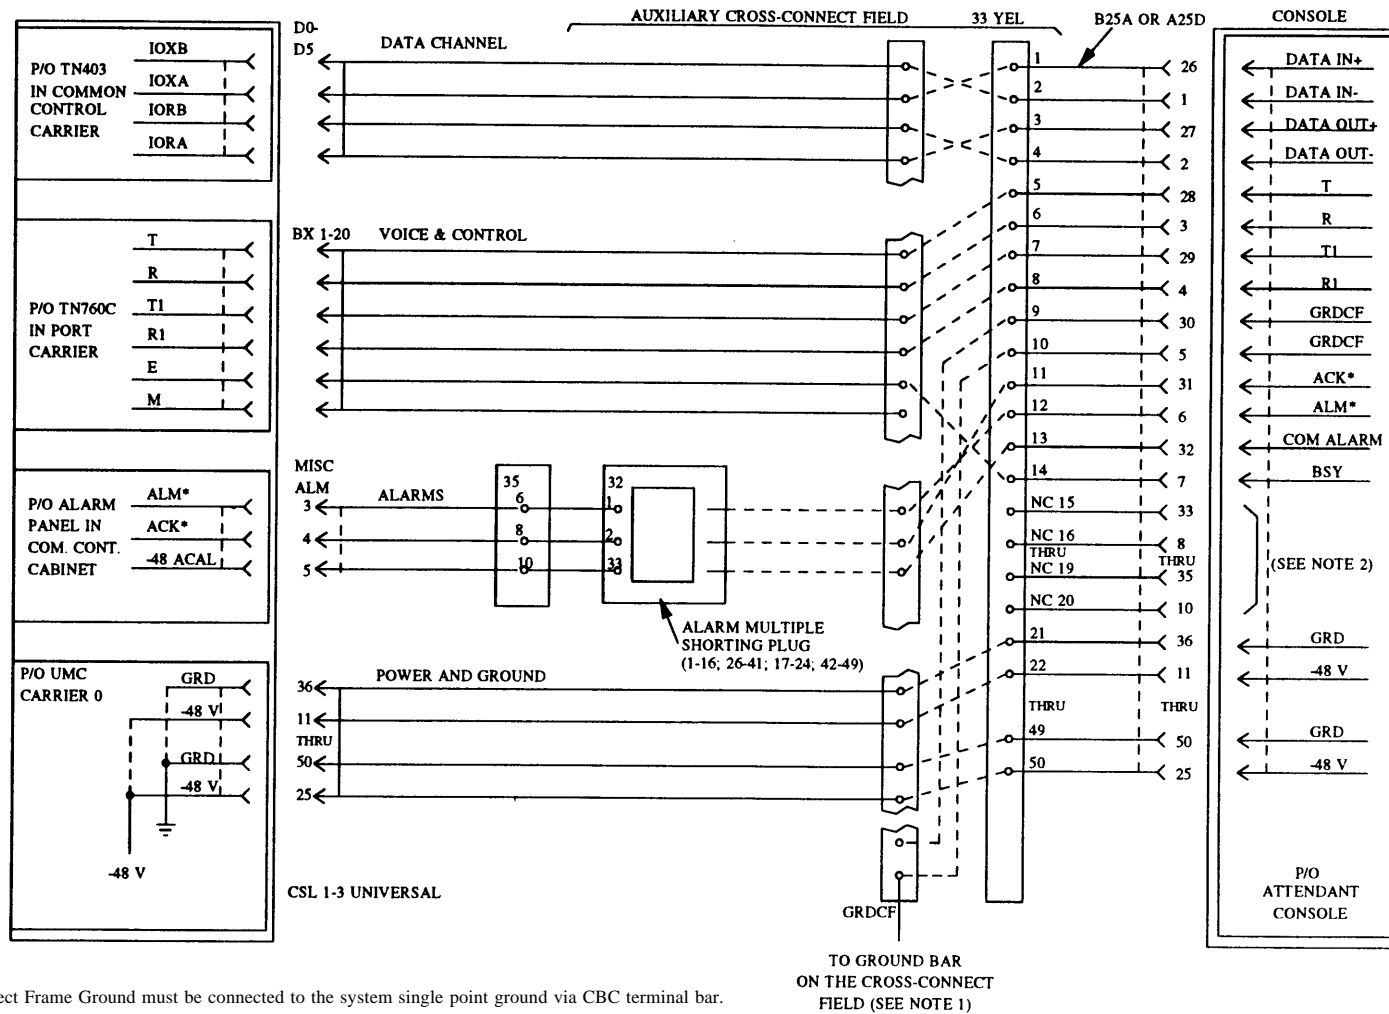 AUXILIARY CROSS-CONNECT FIELD
33 YEL
B25A OR A25D
CONSOLE
P/O TN403
IN COMMON
CONTROL
CARRIER
IOXB
IOXA
IORB
IORA
D0-
D5
DATA CHANNEL
P/O TN760C
IN PORT
CARRIER
T
R
T1
R1
E
M
BX 1-20
VOICE & CONTROL
P/O ALARM
PANEL IN
COM. CONT.
CABINET
ALM*
ACK*
-48 ACAL
MISC
ALM
3
4
5
ALARMS
35
6
8
10
32
1
2
33
ALARM MULTIPLE
SHORTING PLUG
(1-16; 26-41; 17-24; 42-49)
P/O UMC
CARRIER 0
GRD
-48 V
GRD
-48 V
-48 V
36
11
THRU
50
25
POWER AND GROUND
CSL 1-3 UNIVERSAL
GRDCF
TO GROUND BAR
ON THE CROSS-CONNECT
FIELD (SEE NOTE 1)
1
2
3
4
5
6
7
8
9
10
11
12
13
14
NC 15
NC 16
THRU
NC 19
NC 20
21
22
THRU
49
50
26
1
27
2
28
3
29
4
30
5
31
6
32
7
33
8
THRU
35
10
36
11
THRU
50
25
DATA IN+
DATA IN-
DATA OUT+
DATA OUT-
T
R
T1
R1
GRDCF
GRDCF
ACK*
ALM*
COM ALARM
BSY
(SEE NOTE 2)
GRD
-48 V
GRD
-48 V
P/O
ATTENDANT
CONSOLE
ect Frame Ground must be connected to the system single point ground via CBC terminal bar.